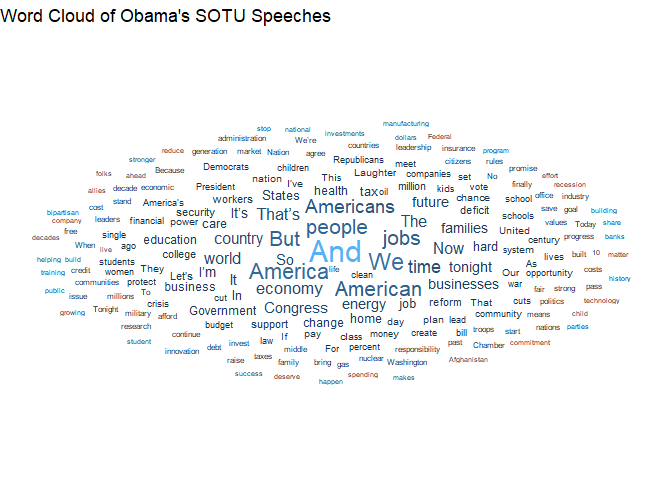 Word Cloud of Obama's SOTU Speeches
manufacturing
stop national
administration investments dollars Federal
We're countries leadership insurance program
reduce generation market Nation agree
stronger Democrats Republicans meet citizens rules
folks ahead Because children Laughter companies set No promise effort
nation This kids vote finally recession
allies decade economic President I've health tax oil million chance office industry
cost stand America's workers States Americans future school save goal building
bipartisan leaders security It's That's people The deficit schools values Today share
company financial power care families United
free single But jobs century progress banks
decades education country And Now hard system
When live ago So We lives built 10 matter
helping build students college world time tonight As
They I'm America life clean Our opportunity costs
training credit women Let's It war fair strong pass history
communities protect business economy American businesses
public issue millions To cut In energy job reform That cuts politics technology
Tonight crisis Government Congress community means child
growing military afford change home day plan lead
research budget support troops start nations parties
continue If pay class money create bill past
student debt invest law For percent Chamber commitment
innovation middle responsibility
raise taxes family bring gas nuclear Washington Afghanistan
success deserve spending
happen makes